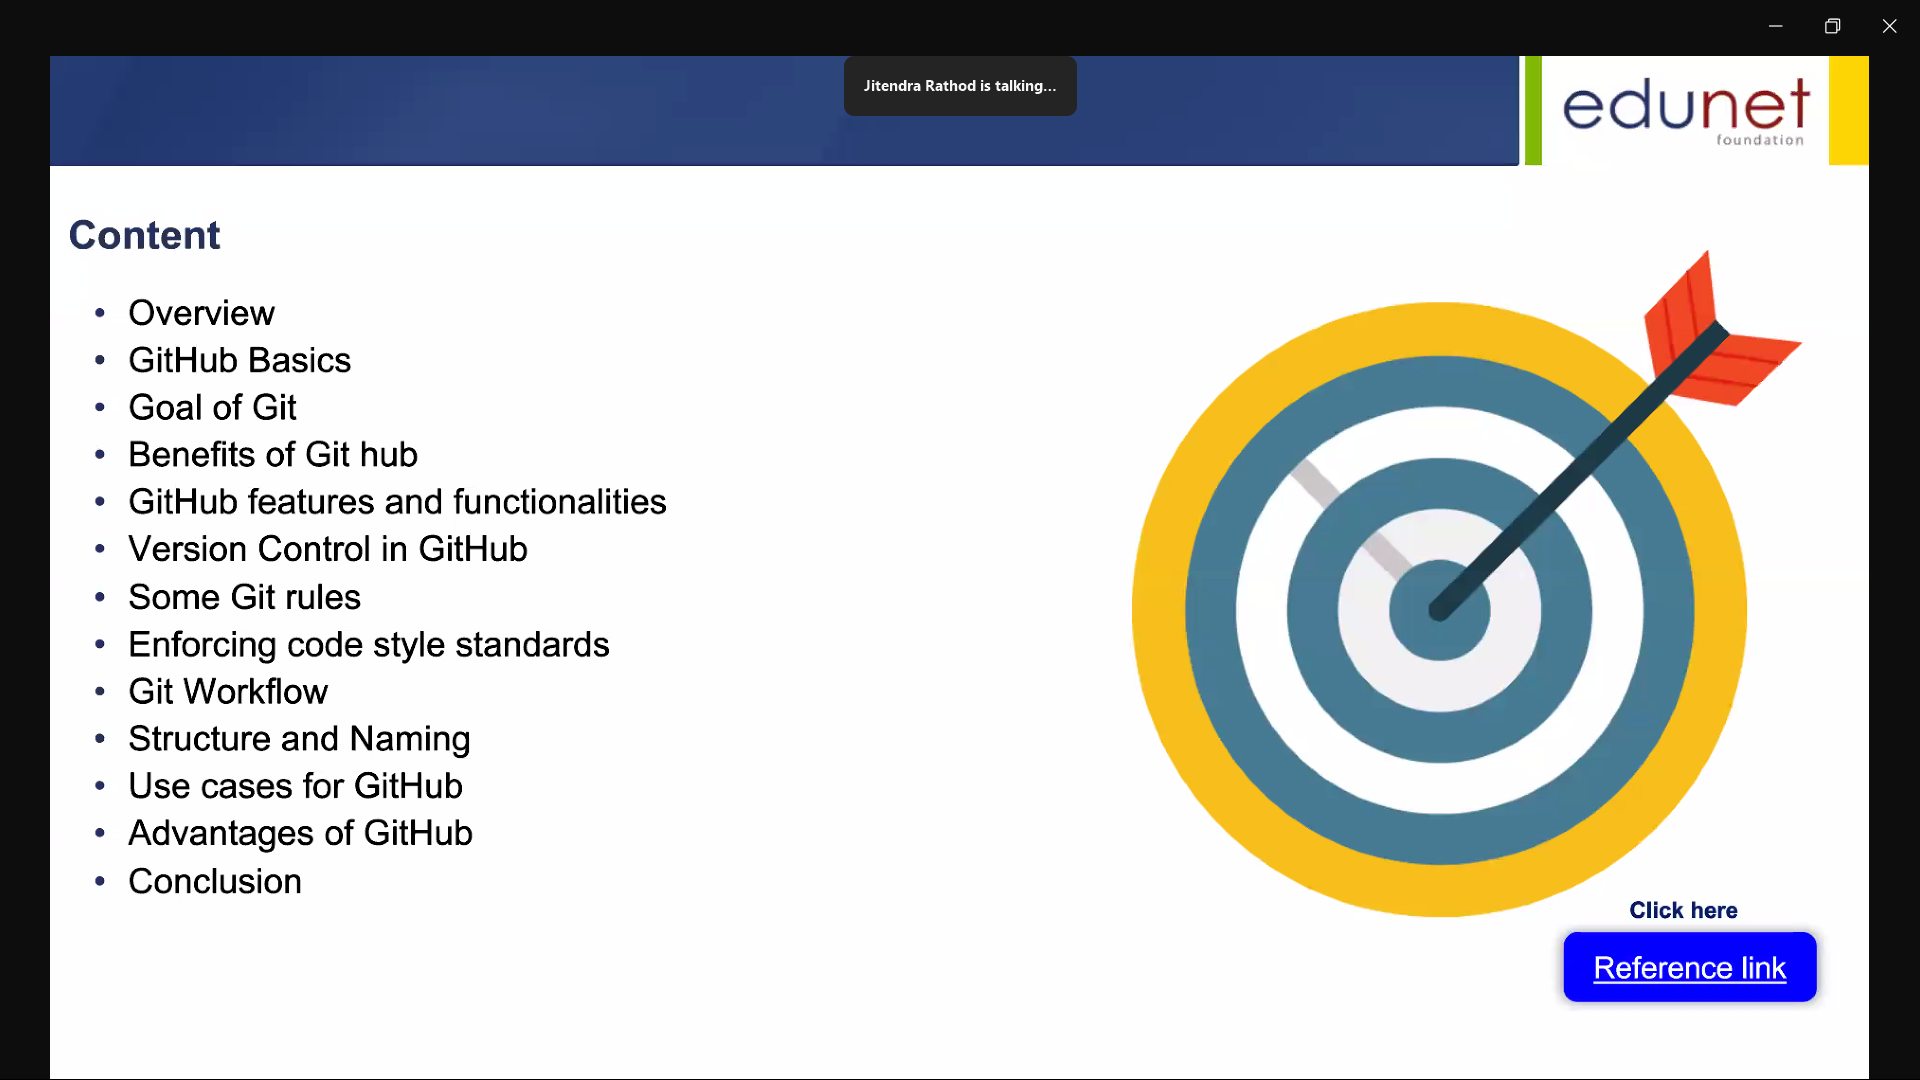 Jitendra Rathod is talking...
edunet
foundation
Content
• Overview
• GitHub Basics
• Goal of Git
• Benefits of Git hub
• GitHub features and functionalities
• Version Control in GitHub
• Some Git rules
• Enforcing code style standards
• Git Workflow
• Structure and Naming
• Use cases for GitHub
• Advantages of GitHub
• Conclusion
Click here
Reference link